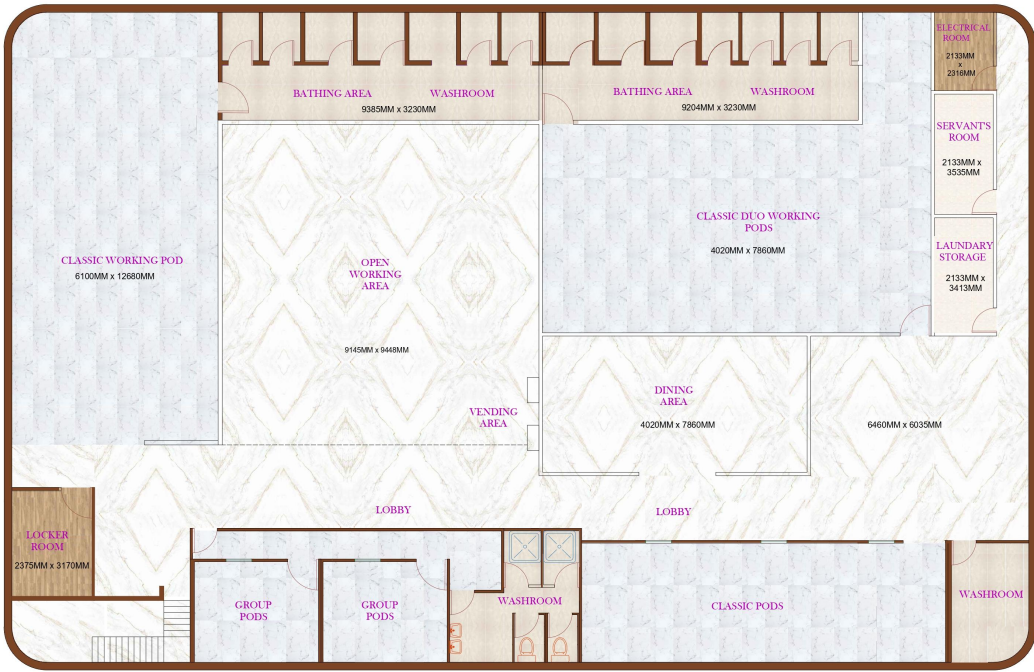 ELECTRICAL
ROOM
2133MM
x
2316MM
BATHING AREA
WASHROOM
9385MM x 3230MM
BATHING AREA
WASHROOM
9204MM x 3230MM
SERVANT'S
ROOM
2133MM x
3535MM
CLASSIC DUO WORKING
PODS
4020MM x 7860MM
CLASSIC WORKING POD
6100MM x 12680MM
OPEN
WORKING
AREA
9145MM x 9448MM
LAUNDARY
STORAGE
2133MM x
3413MM
VENDING
AREA
DINING
AREA
4020MM x 7860MM
6460MM x 6035MM
LOBBY
LOBBY
LOCKER
ROOM
2375MM x 3170MM
GROUP
PODS
GROUP
PODS
WASHROOM
CLASSIC PODS
WASHROOM